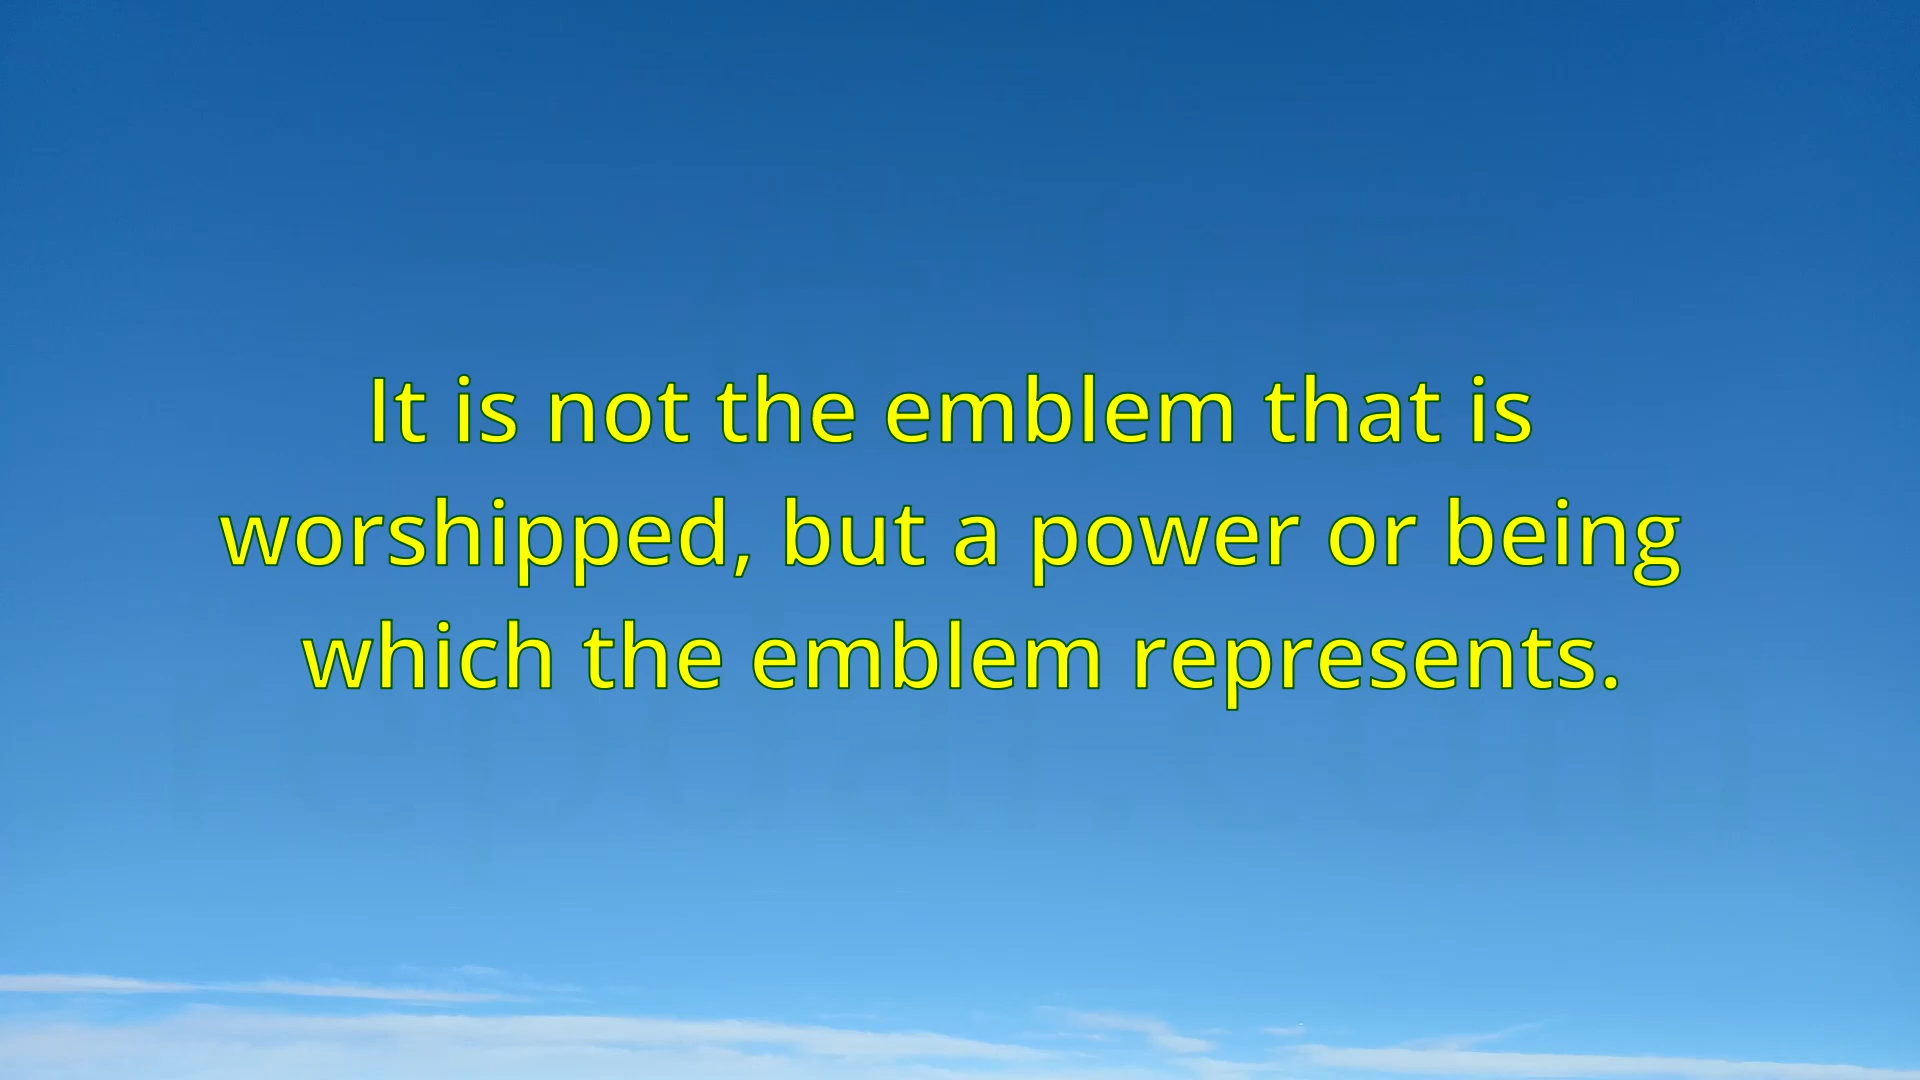 It is not the emblem that is
worshipped, but a power or being
which the emblem represents.